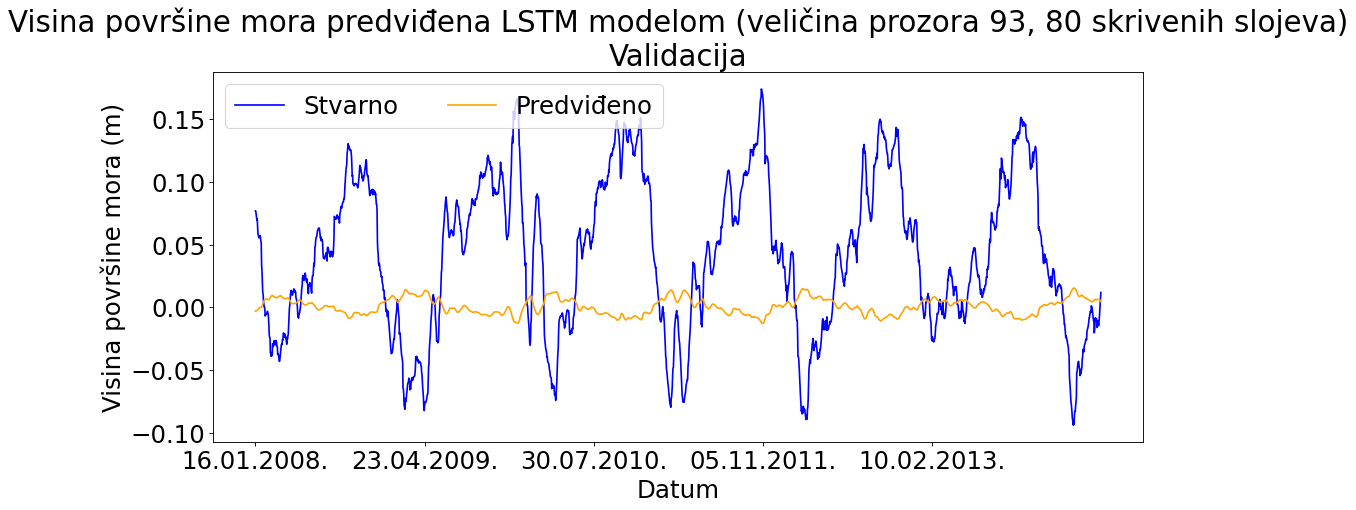 Visina površine mora predviđena LSTM modelom (veličina prozora 93, 80 skrivenih slojeva)
Validacija
Stvarno
Predviđeno
Visina površine mora (m)
0.15
0.10
0.05
0.00
−0.05
−0.10
16.01.2008.
23.04.2009.
30.07.2010.
05.11.2011.
10.02.2013.
Datum